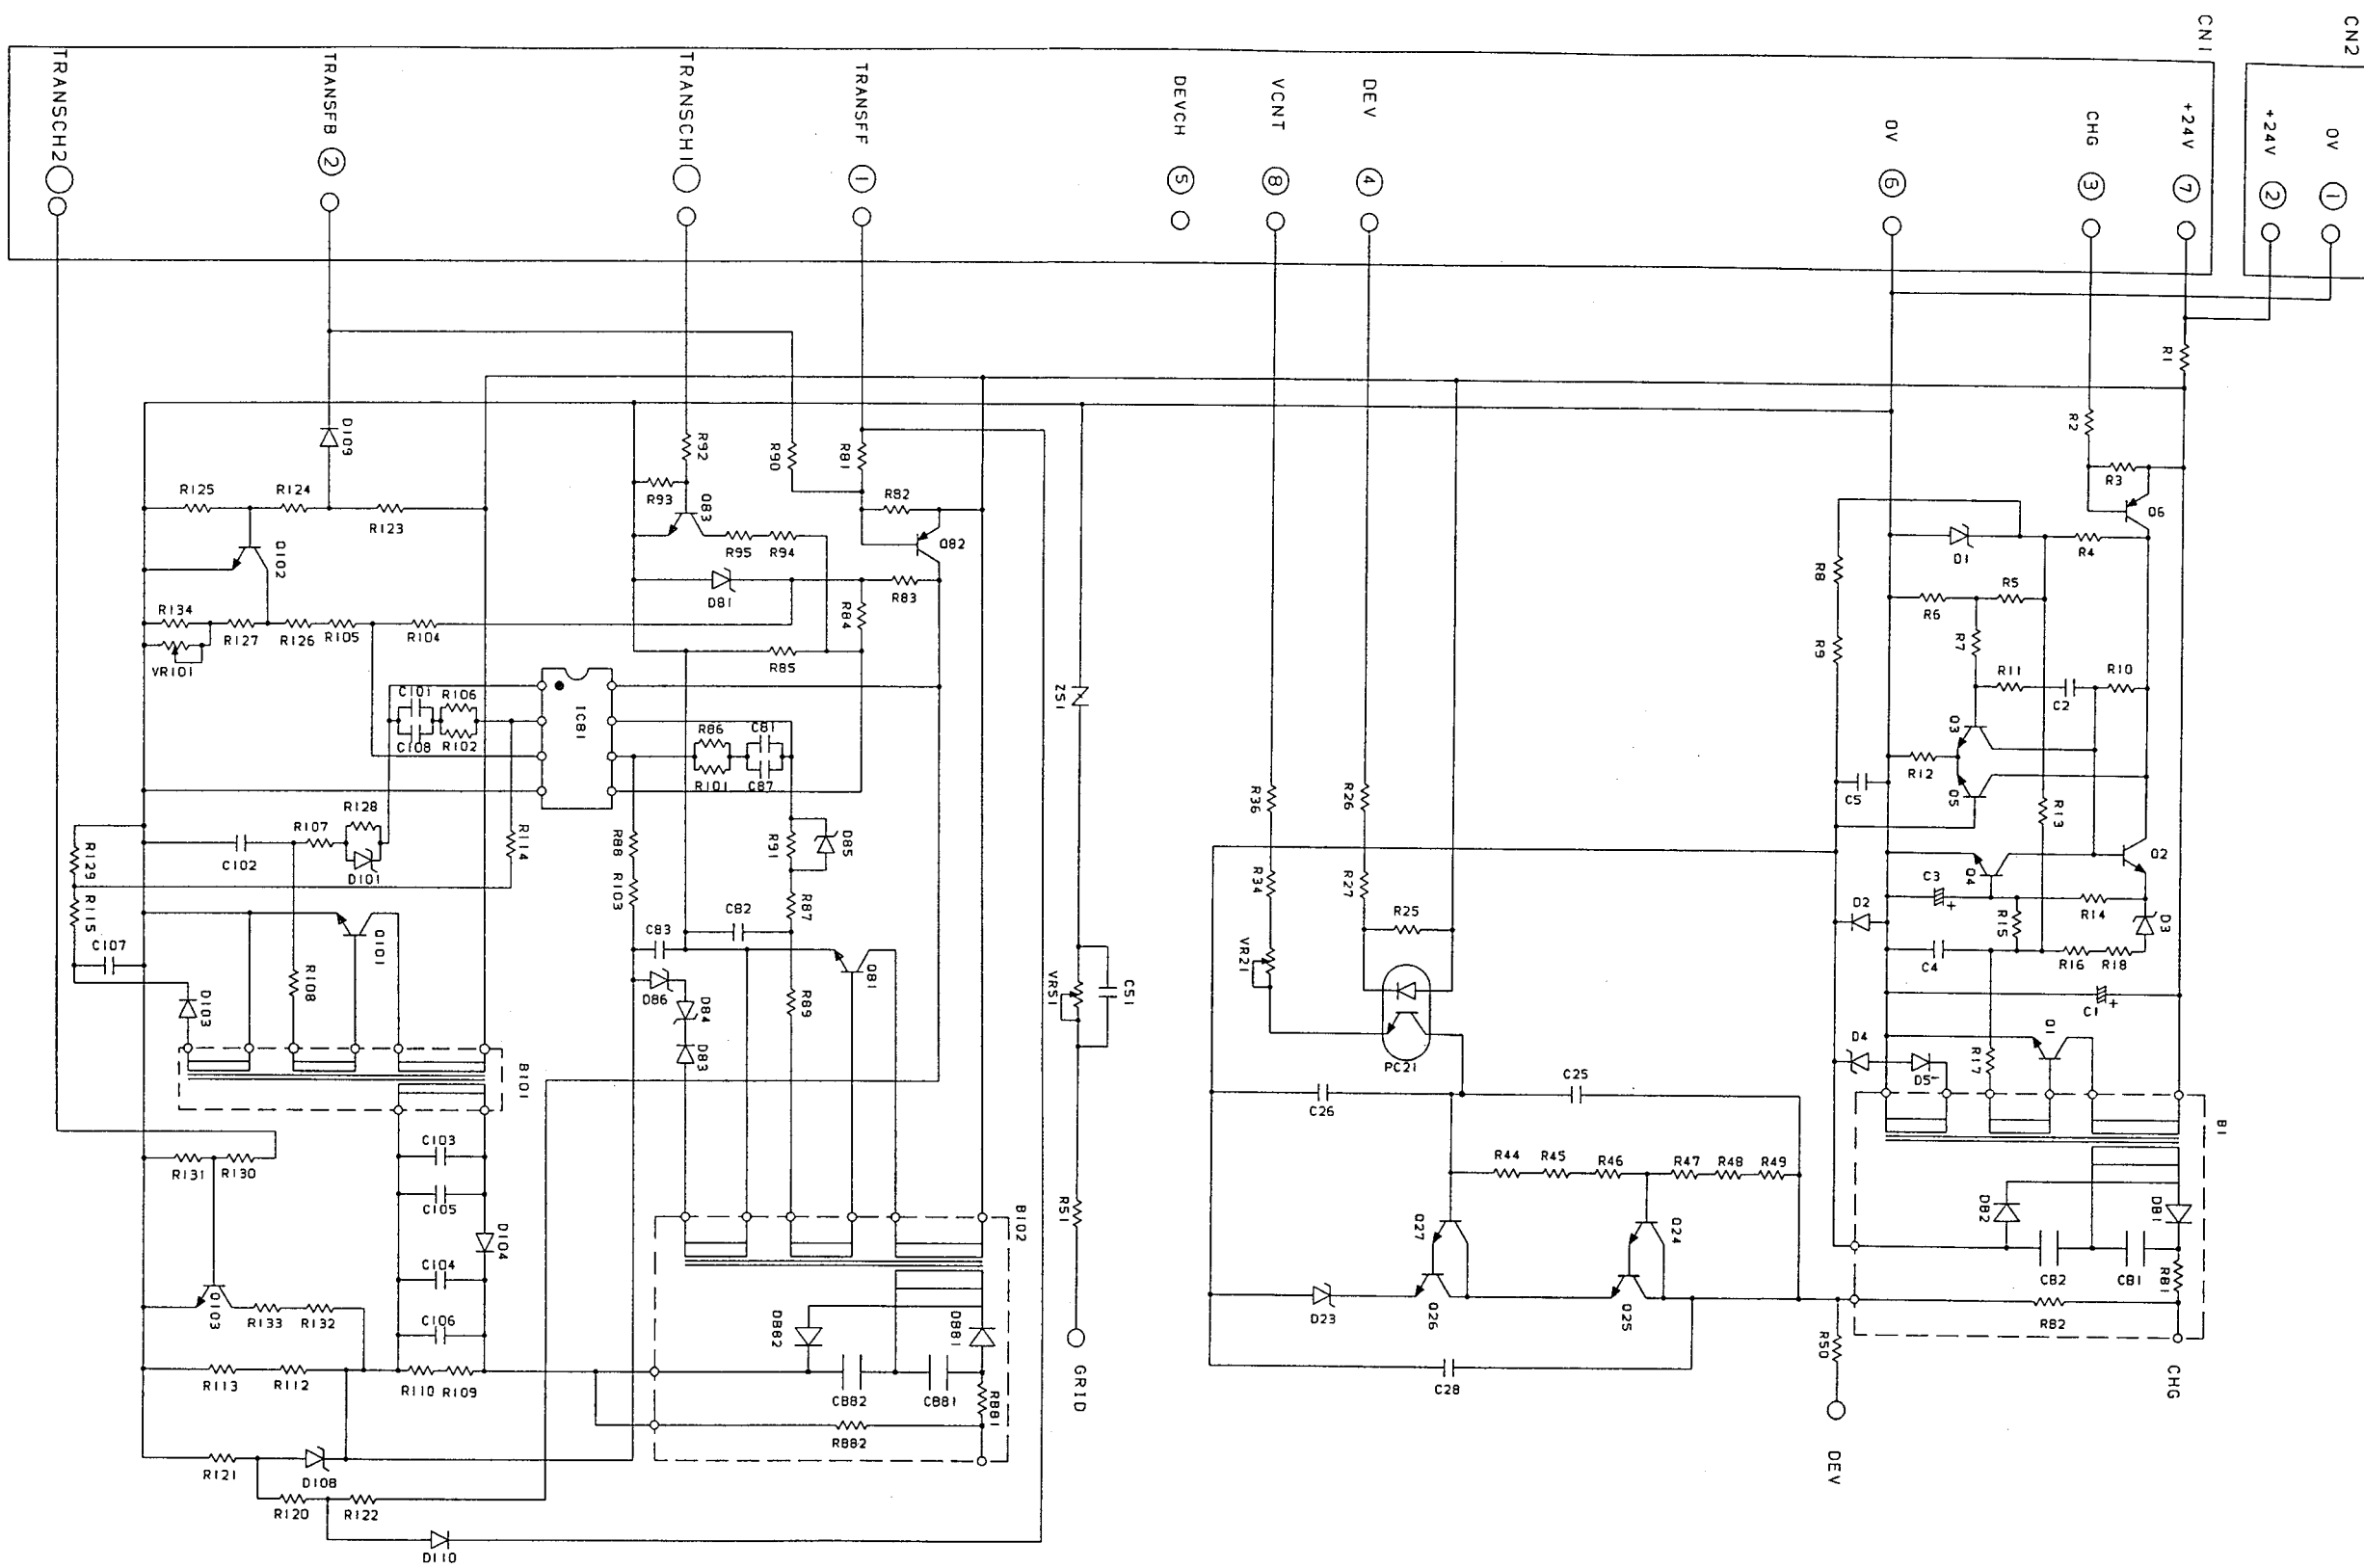 CN2
CN1
TRANSCH2
TRANSFB 2
TRANSCH1
TRANSFF 1
DEVCH 5
VCNT 8
DEV 4
0V 6
CHG 3
+24V 7
+24V 2
0V 1
R1
R2
R3
Q6
D109
R92
R90
R81
R125
R124
R123
R93
Q83
R82
Q82
R95
R94
D1
R4
Q102
D81
R83
R84
R8
R6
R5
R134
R127
R126
R105
R104
R7
R9
VR101
R85
ZS1
R11
C2
R10
C101
R106
IC81
C108
R102
R86
C81
R101
C87
Q3
R12
Q5
R36
R26
C5
R13
R128
R107
R114
R88
R91
D85
C102
D101
R129
R103
R87
R34
R27
Q4
Q2
C3
+
R115
C82
R25
D2
R15
R14
D3
C107
Q101
C83
Q81
VR21
C4
R16
R18
D103
R108
D86
D84
R89
VR51
C51
C1
+
D83
PC21
Q1
D4
R17
D5
B101
C26
C25
B1
C103
R131
R130
C105
R51
R44
R45
R46
R47
R48
R49
B102
D104
Q27
Q24
DB2
DB1
C104
CB2
CB1
RB1
Q103
R133
R132
C106
DB82
DB81
D23
Q26
Q25
RB2
R50
R113
R112
R110
R109
CB82
CB81
RB81
GRID
C28
CHG
RB82
R121
D108
DEV
R120
R122
D110